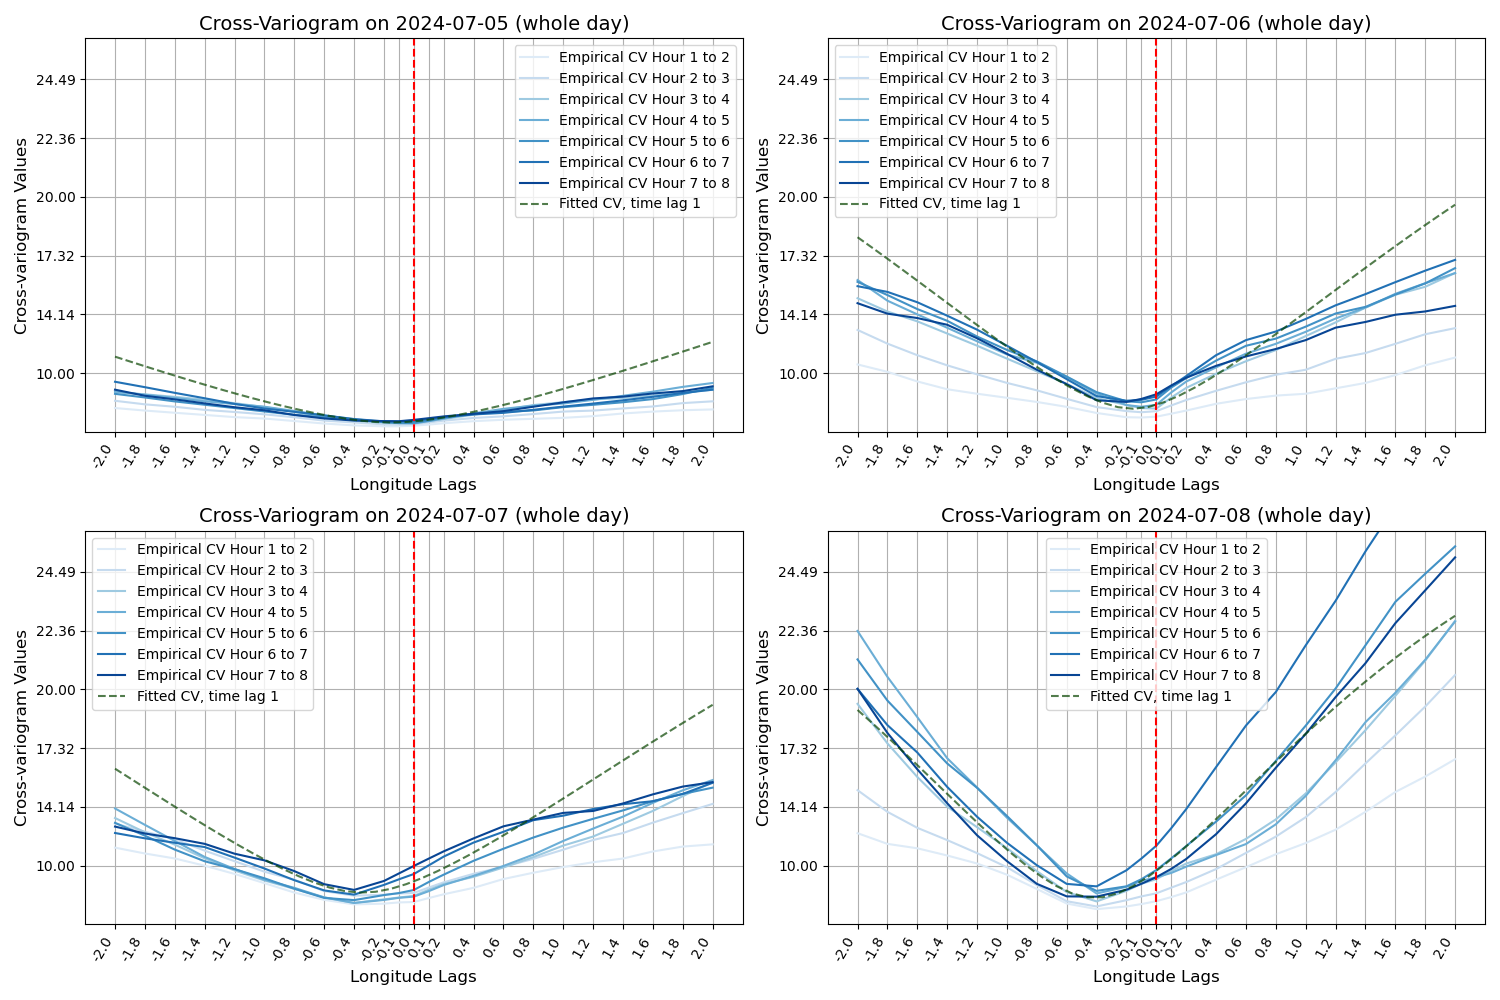 Cross-Variogram on 2024-07-05 (whole day)
Cross-variogram Values
24.49
22.36
20.00
17.32
14.14
10.00
Empirical CV Hour 1 to 2
Empirical CV Hour 2 to 3
Empirical CV Hour 3 to 4
Empirical CV Hour 4 to 5
Empirical CV Hour 5 to 6
Empirical CV Hour 6 to 7
Empirical CV Hour 7 to 8
Fitted CV, time lag 1
-2.0 -1.8 -1.6 -1.4 -1.2 -1.0 -0.8 -0.6 -0.4 -0.2 -0.1 0.0 0.1 0.2 0.4 0.6 0.8 1.0 1.2 1.4 1.6 1.8 2.0
Longitude Lags
Cross-Variogram on 2024-07-06 (whole day)
Cross-variogram Values
24.49
22.36
20.00
17.32
14.14
10.00
Empirical CV Hour 1 to 2
Empirical CV Hour 2 to 3
Empirical CV Hour 3 to 4
Empirical CV Hour 4 to 5
Empirical CV Hour 5 to 6
Empirical CV Hour 6 to 7
Empirical CV Hour 7 to 8
Fitted CV, time lag 1
-2.0 -1.8 -1.6 -1.4 -1.2 -1.0 -0.8 -0.6 -0.4 -0.2 -0.1 0.0 0.1 0.2 0.4 0.6 0.8 1.0 1.2 1.4 1.6 1.8 2.0
Longitude Lags
Cross-Variogram on 2024-07-07 (whole day)
Cross-variogram Values
24.49
22.36
20.00
17.32
14.14
10.00
Empirical CV Hour 1 to 2
Empirical CV Hour 2 to 3
Empirical CV Hour 3 to 4
Empirical CV Hour 4 to 5
Empirical CV Hour 5 to 6
Empirical CV Hour 6 to 7
Empirical CV Hour 7 to 8
Fitted CV, time lag 1
-2.0 -1.8 -1.6 -1.4 -1.2 -1.0 -0.8 -0.6 -0.4 -0.2 -0.1 0.0 0.1 0.2 0.4 0.6 0.8 1.0 1.2 1.4 1.6 1.8 2.0
Longitude Lags
Cross-Variogram on 2024-07-08 (whole day)
Cross-variogram Values
24.49
22.36
20.00
17.32
14.14
10.00
Empirical CV Hour 1 to 2
Empirical CV Hour 2 to 3
Empirical CV Hour 3 to 4
Empirical CV Hour 4 to 5
Empirical CV Hour 5 to 6
Empirical CV Hour 6 to 7
Empirical CV Hour 7 to 8
Fitted CV, time lag 1
-2.0 -1.8 -1.6 -1.4 -1.2 -1.0 -0.8 -0.6 -0.4 -0.2 -0.1 0.0 0.1 0.2 0.4 0.6 0.8 1.0 1.2 1.4 1.6 1.8 2.0
Longitude Lags